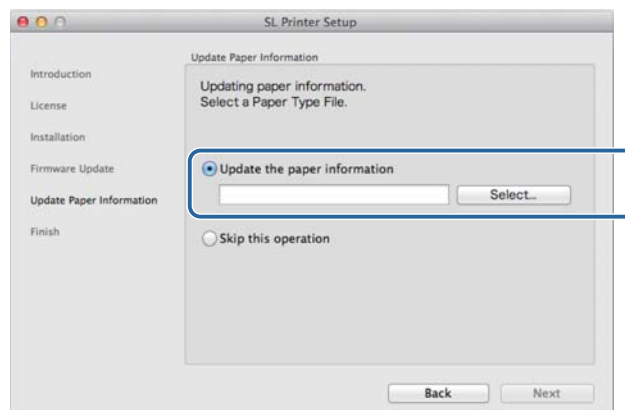 SL Printer Setup
Introduction
License
Installation
Firmware Update
Update Paper Information
Finish
Update Paper Information
Updating paper information.
Select a Paper Type File.
Update the paper information
Select...
Skip this operation
Back
Next